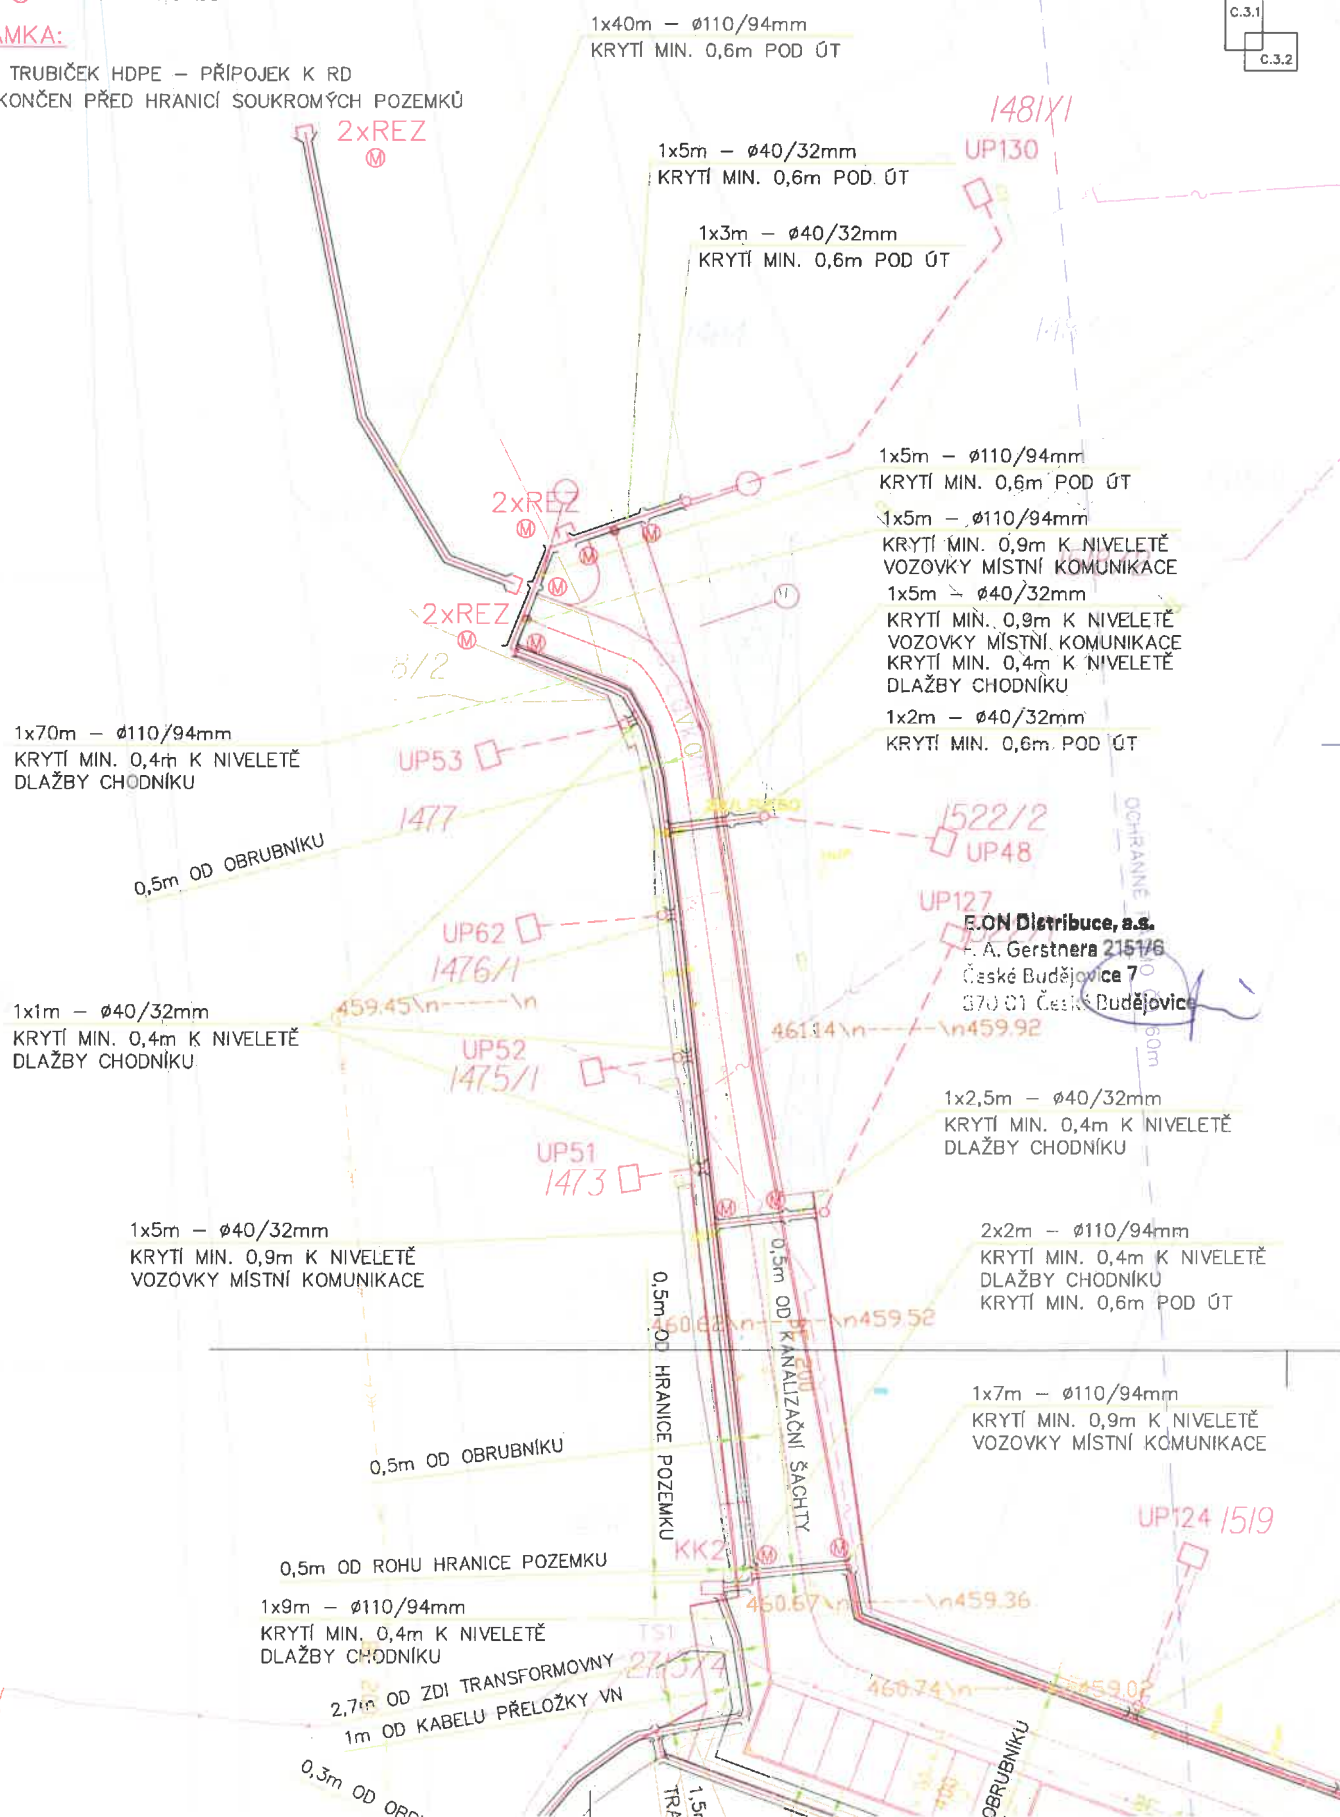 C.3.1
C.3.2
1x40m – ø110/94mm
KRYTÍ MIN. 0,6m POD ÚT
TRUBIČEK HDPE – PŘÍPOJEK K RD
PŘED HRANICÍ SOUKROMÝCH POZEMKŮ
2xREZ
M
1x5m – ø40/32mm
KRYTÍ MIN. 0,6m POD ÚT
UP130
1x3m – ø40/32mm
KRYTÍ MIN. 0,6m POD ÚT
1x5m – ø110/94mm
KRYTÍ MIN. 0,6m POD ÚT
2xREZ
M
M
M
1x5m – ø110/94mm
KRYTÍ MIN. 0,9m K NIVELETĚ
VOZOVKY MÍSTNÍ KOMUNIKACE
M
1x5m – ø40/32mm
KRYTÍ MIN. 0,9m K NIVELETĚ
VOZOVKY MÍSTNÍ KOMUNIKACE
KRYTÍ MIN. 0,4m K NIVELETĚ
DLAŽBY CHODNÍKU
2xREZ
M
M
1x2m – ø40/32mm
KRYTÍ MIN. 0,6m POD ÚT
1x70m – ø110/94mm
KRYTÍ MIN. 0,4m K NIVELETĚ
DLAŽBY CHODNÍKU
UP53
1477
1522/2
UP48
0,5m OD OBRUBNÍKU
OCHRANNÉ
UP127
UP62
1476/1
E.ON Distribuce, a.s.
F. A. Gerstnera 2151/6
České Budějovice 7
370 01 České Budějovice
60m
1x1m – ø40/32mm
KRYTÍ MIN. 0,4m K NIVELETĚ
DLAŽBY CHODNÍKU
459.45\n-----\n
461.14\n-----\n459.92
UP52
1475/1
1x2,5m – ø40/32mm
KRYTÍ MIN. 0,4m K NIVELETĚ
DLAŽBY CHODNÍKU
UP51
1473
M
M
1x5m – ø40/32mm
KRYTÍ MIN. 0,9m K NIVELETĚ
VOZOVKY MÍSTNÍ KOMUNIKACE
2x2m – ø110/94mm
KRYTÍ MIN. 0,4m K NIVELETĚ
DLAŽBY CHODNÍKU
KRYTÍ MIN. 0,6m POD ÚT
0,5m OD HRANICE POZEMKU
0,5m OD KANALIZAČNÍ ŠACHTY
460.82\n-----\n459.52
1x7m – ø110/94mm
KRYTÍ MIN. 0,9m K NIVELETĚ
VOZOVKY MÍSTNÍ KOMUNIKACE
0,5m OD OBRUBNÍKU
UP124 1519
KK2
M
M
0,5m OD ROHU HRANICE POZEMKU
1x9m – ø110/94mm
KRYTÍ MIN. 0,4m K NIVELETĚ
DLAŽBY CHODNÍKU
460.67\n-----\n459.36
2,7m OD ZDI TRANSFORMOVNY
1m OD KABELU PŘELOŽKY VN
OBRUBNÍKU
0,3m OD